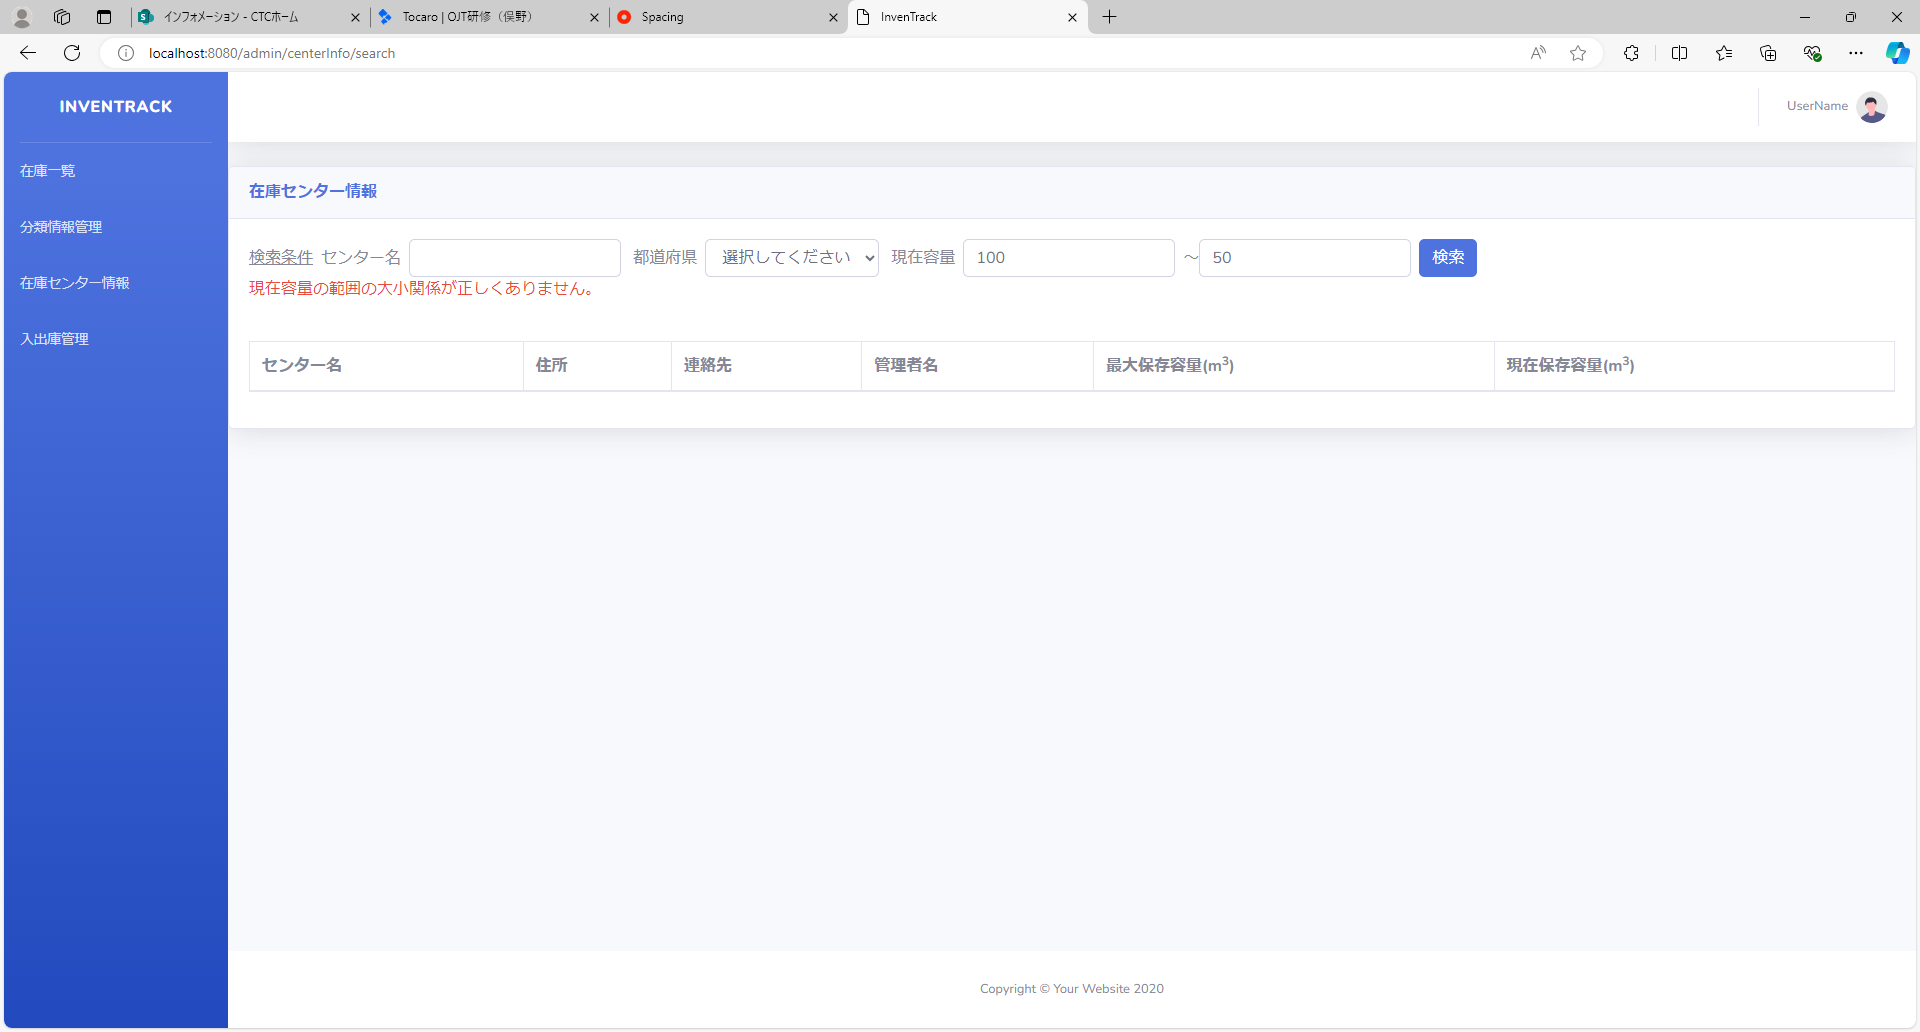 インフォメーション - CTCホーム
Tocaro | OJT研修（俣野）
Spacing
InvenTrack
localhost:8080/admin/centerInfo/search
INVENTRACK
UserName
在庫一覧
分類情報管理
在庫センター情報
入出庫管理
在庫センター情報
検索条件 センター名 都道府県 選択してください 現在容量 100 ～ 50 検索
現在容量の範囲の大小関係が正しくありません。
センター名 住所 連絡先 管理者名 最大保存容量(m³) 現在保存容量(m³)
Copyright © Your Website 2020